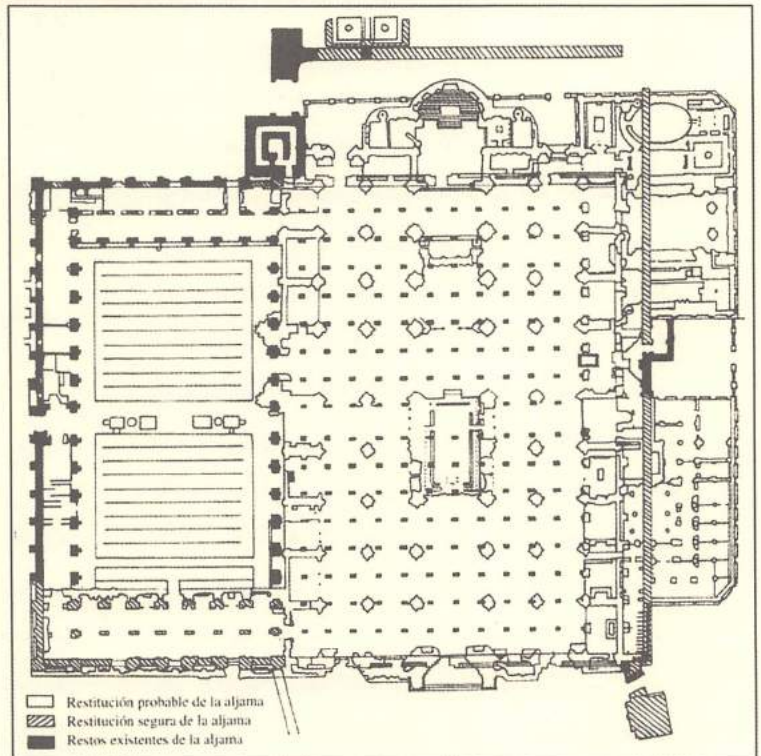 Restitución probable de la aljama
Restitución segura de la aljama
Restos existentes de la aljama